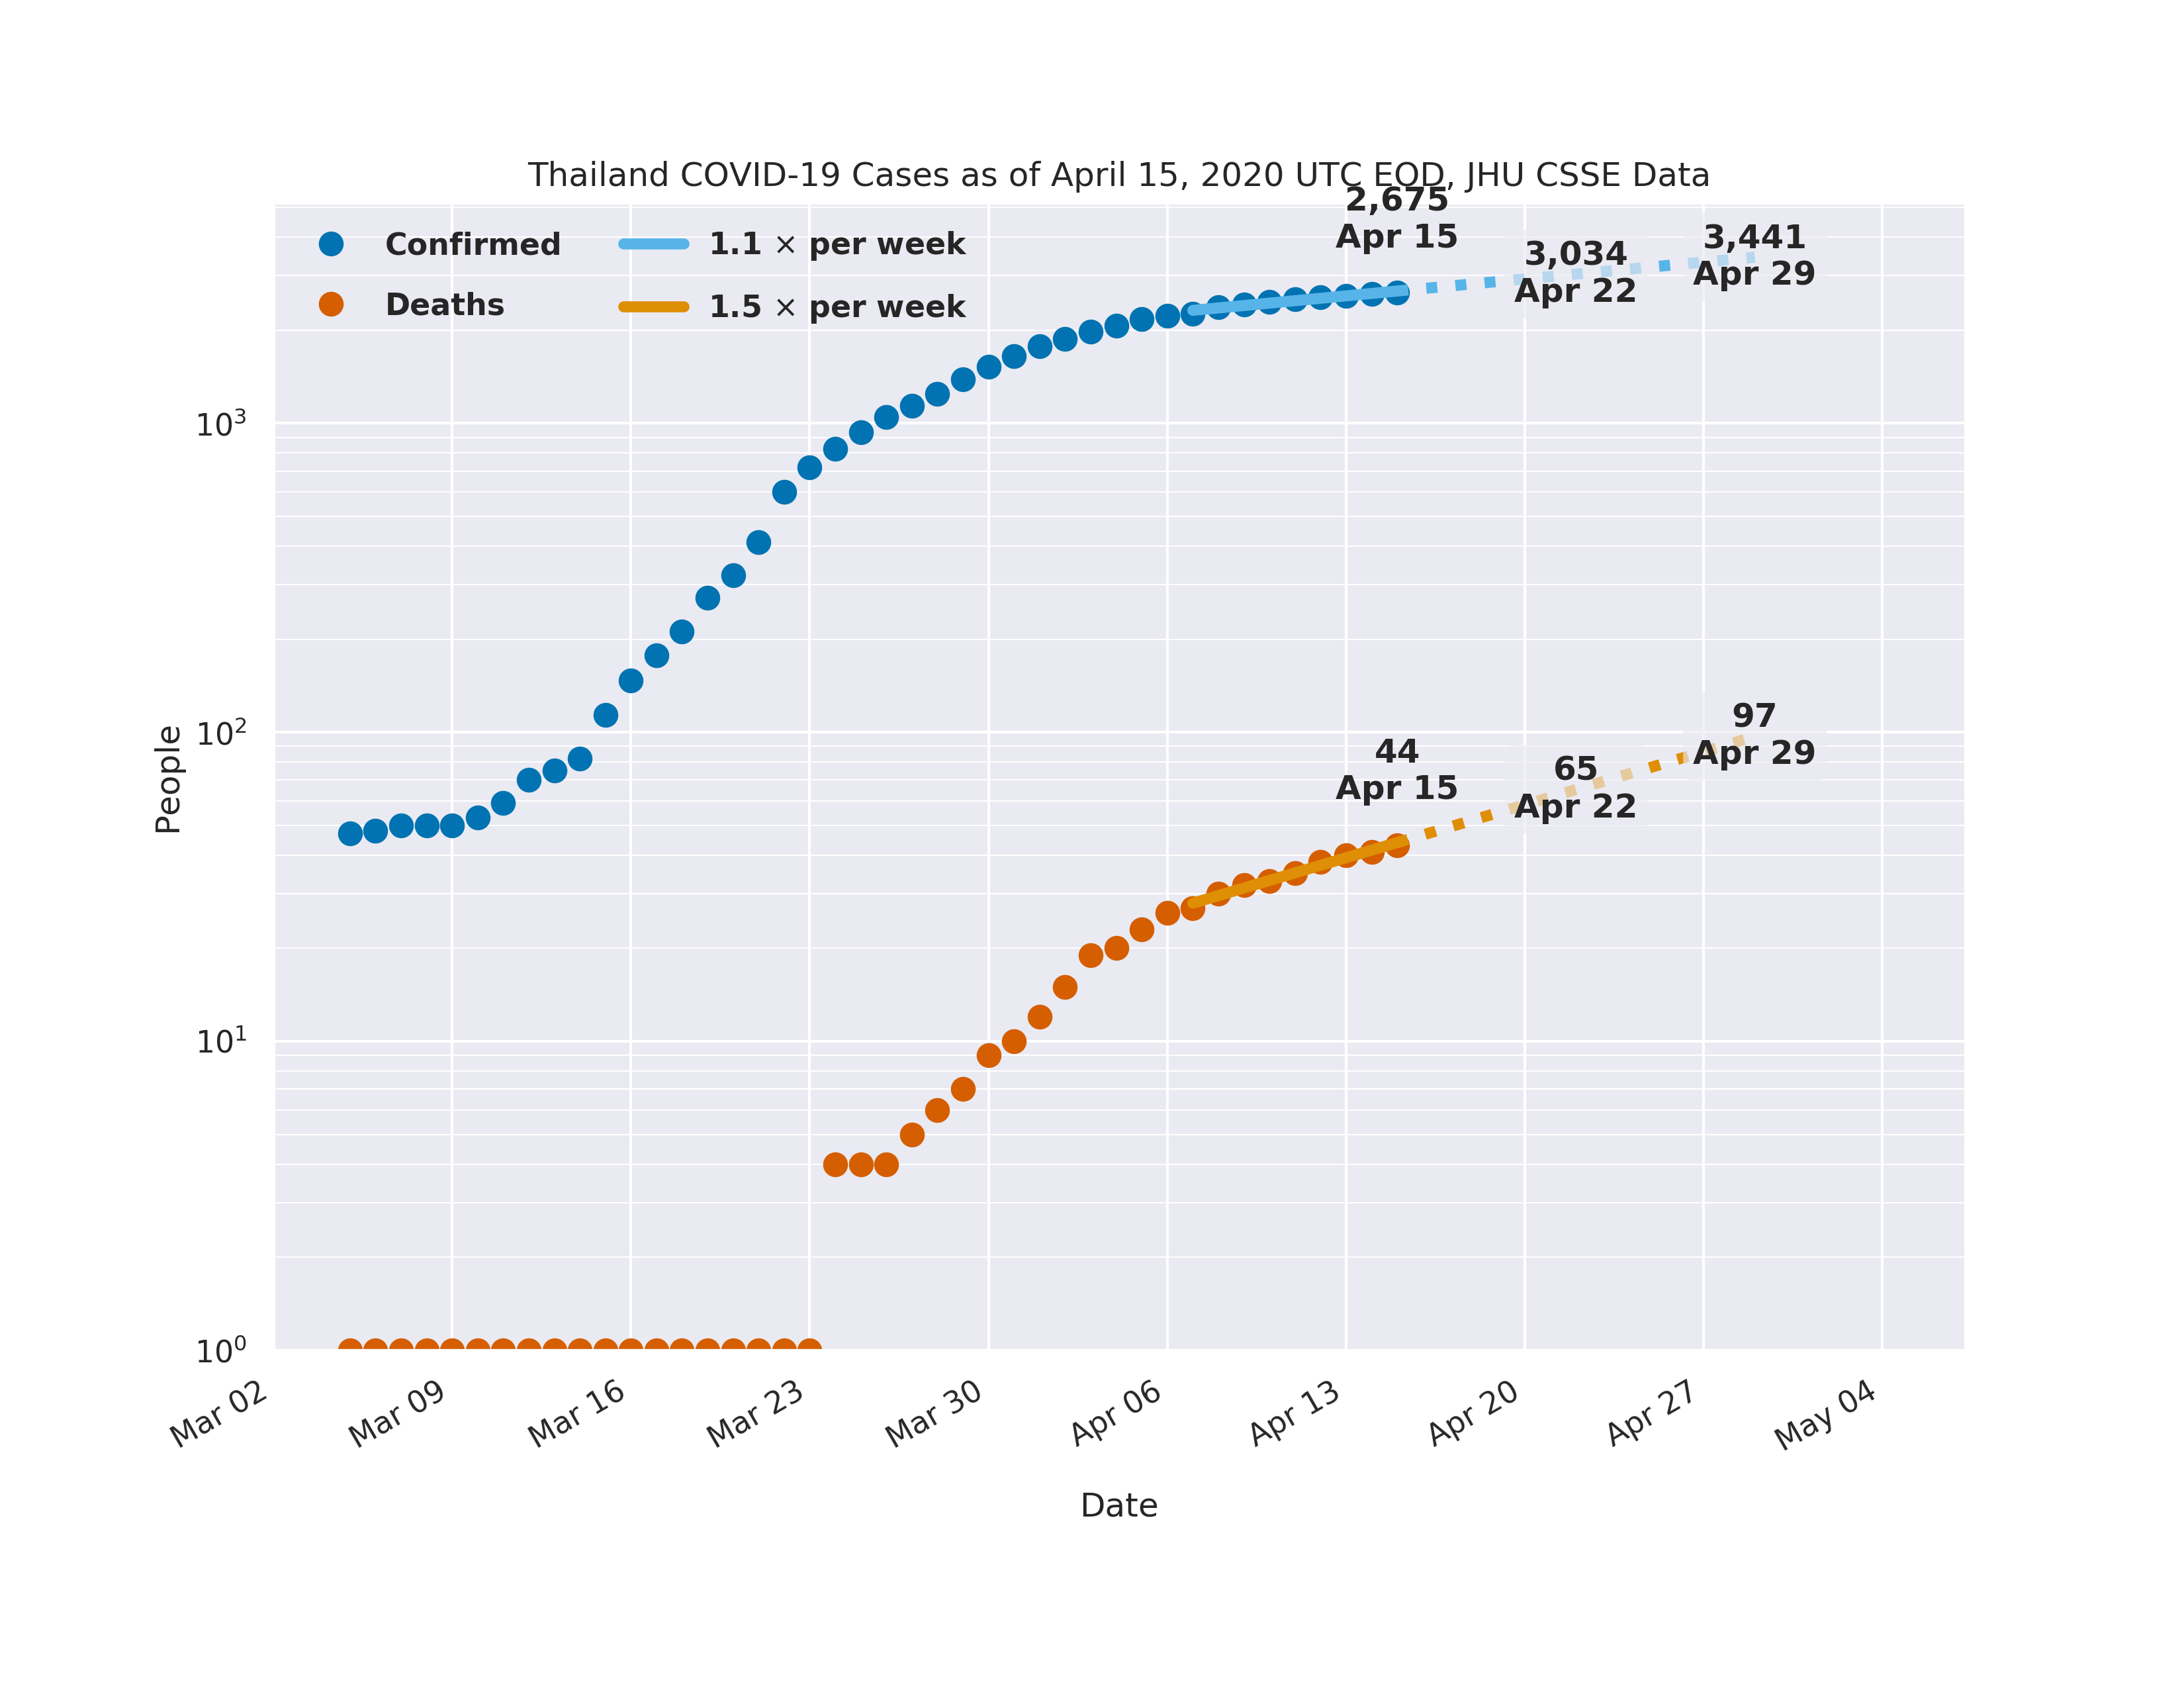 Thailand COVID-19 Cases as of April 15, 2020 UTC EOD, JHU CSSE Data
Confirmed
Deaths
1.1 × per week
1.5 × per week
2,675
Apr 15
3,034
Apr 22
3,441
Apr 29
44
Apr 15
65
Apr 22
97
Apr 29
People
10³
10²
10¹
10⁰
Mar 02
Mar 09
Mar 16
Mar 23
Mar 30
Apr 06
Apr 13
Apr 20
Apr 27
May 04
Date